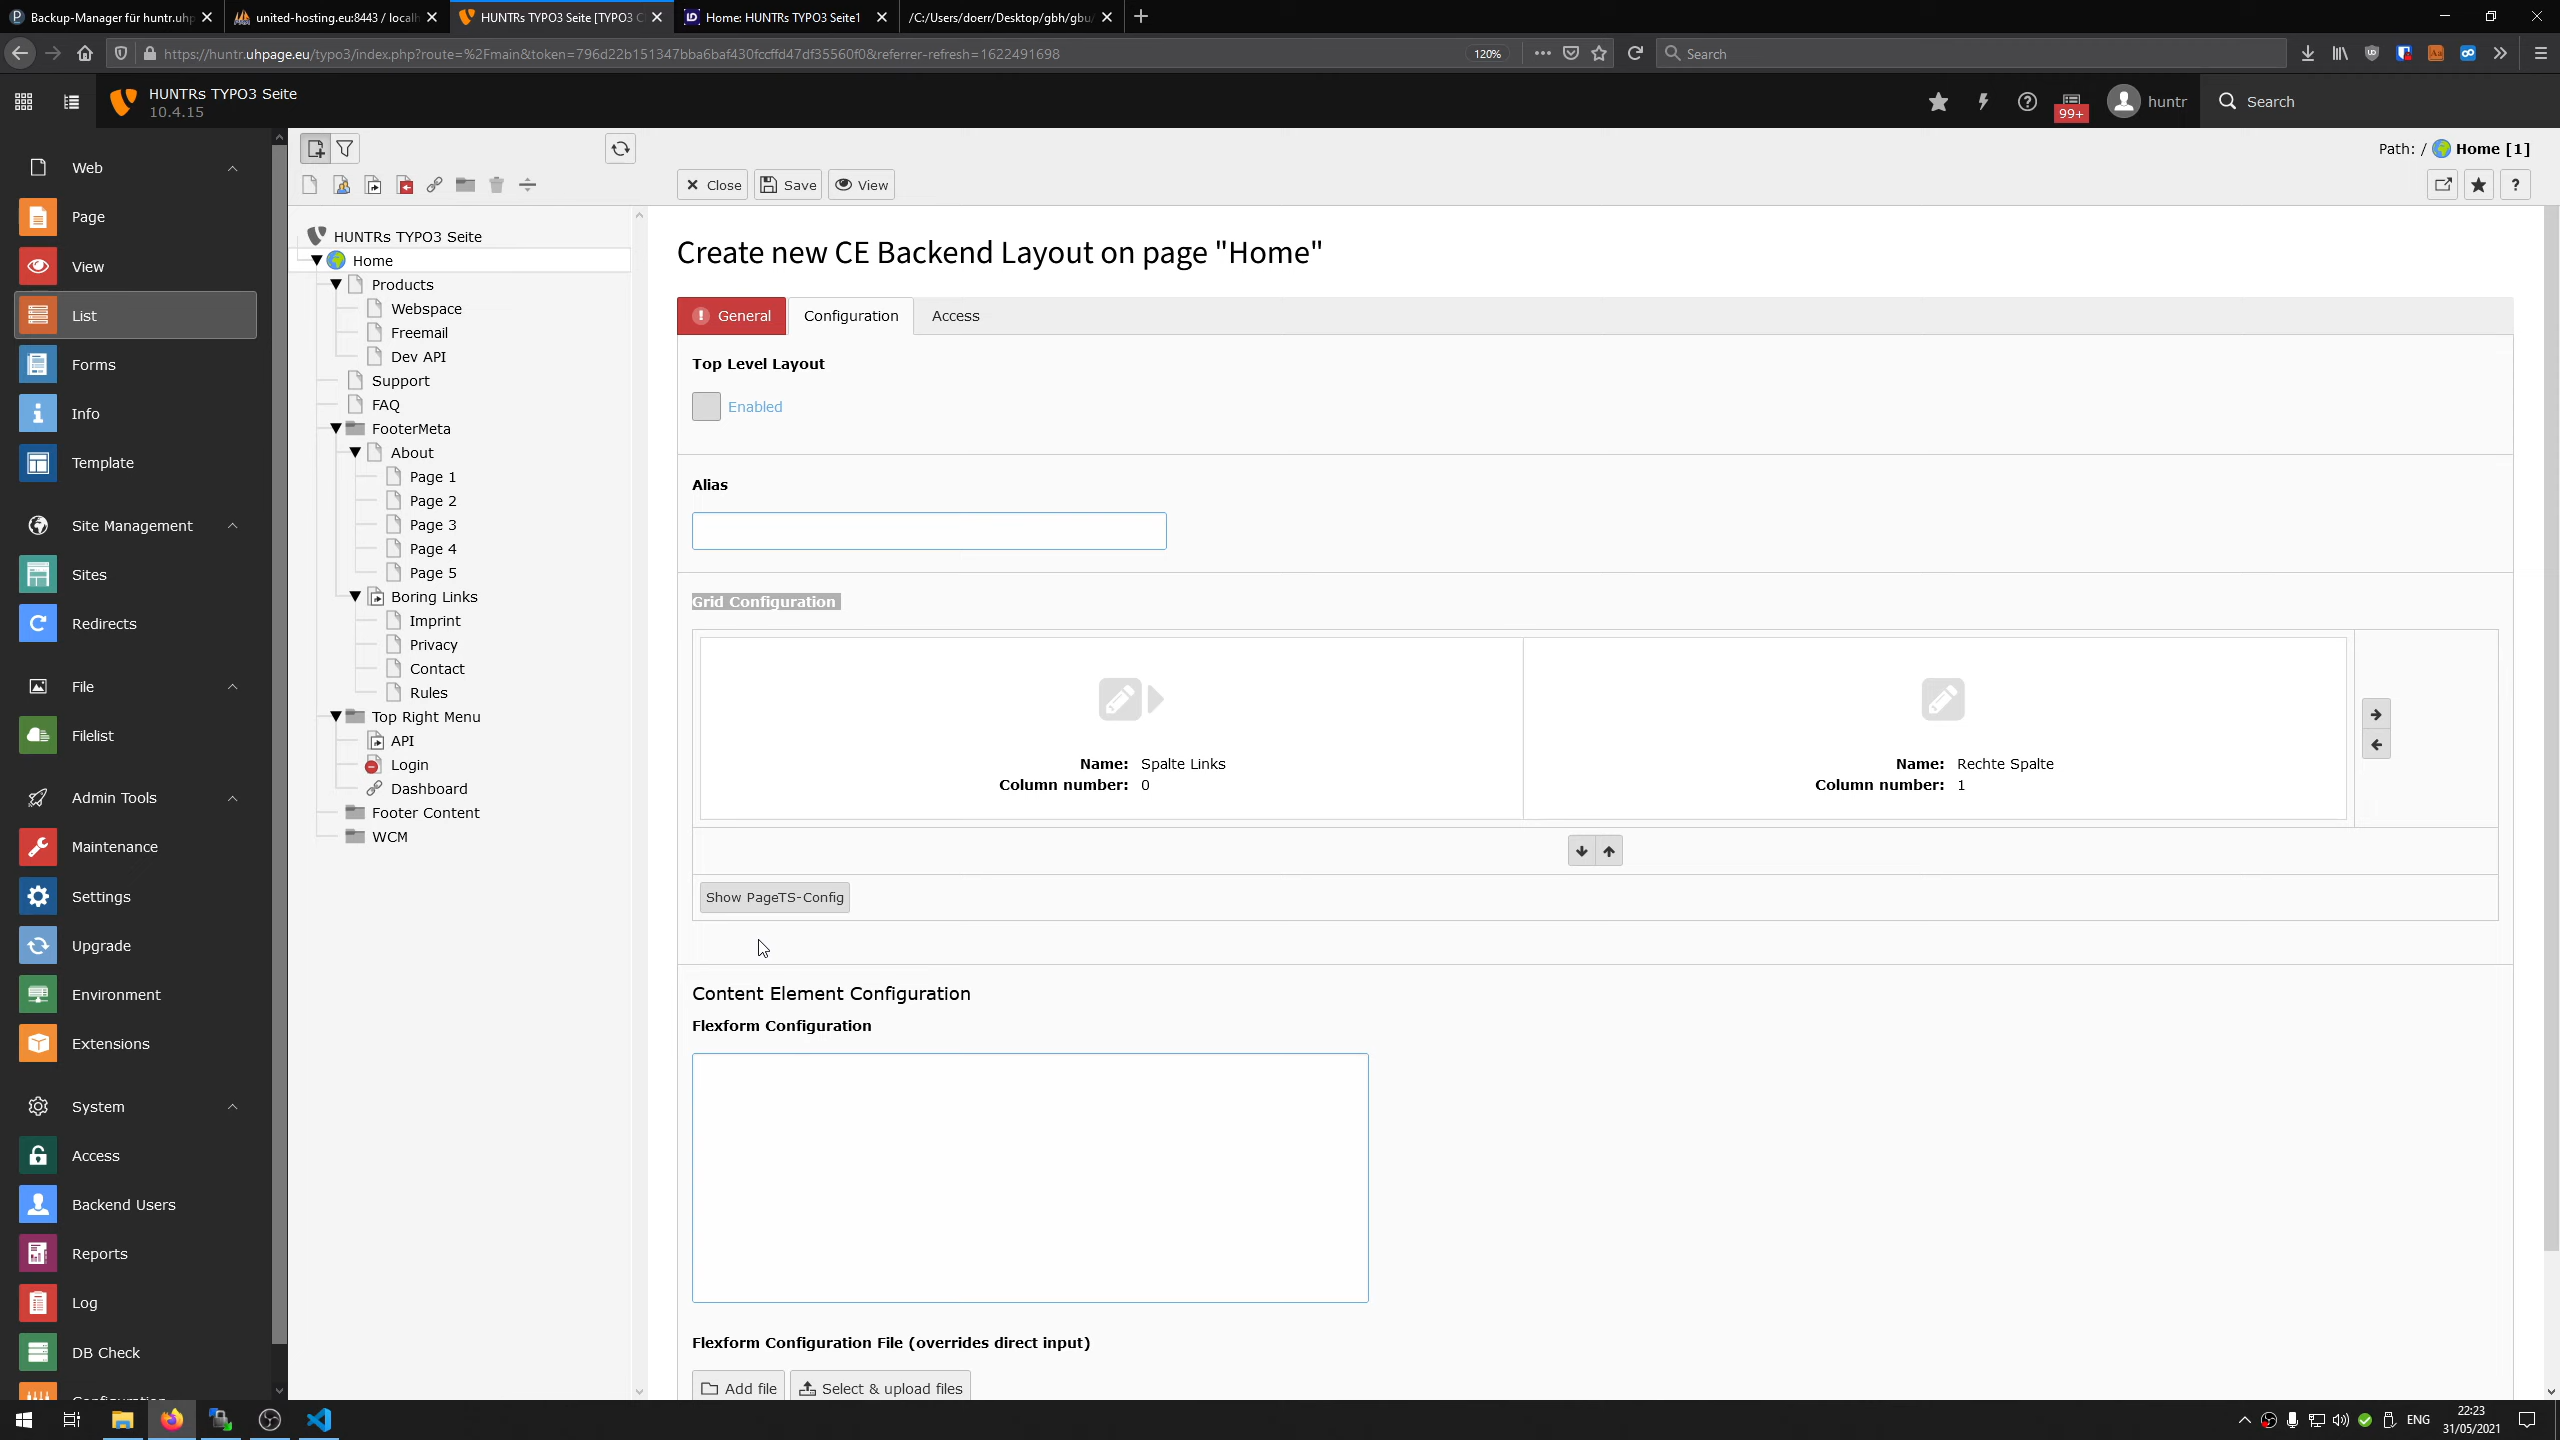 Backup-Manager für huntr.uhp
united-hosting.eu:8443 / localh
HUNTRs TYPO3 Seite [TYPO3 C
Home: HUNTRs TYPO3 Seite1
/C:/Users/doerr/Desktop/gbh/gbu/
https://huntr.uhpage.eu/typo3/index.php?route=%2Fmain&token=796d22b151347bba6baf430fccffd47df35560f0&referrer-refresh=1622491698
120%
Search
HUNTRs TYPO3 Seite
10.4.15
99+
huntr
Search
Web
Page
View
List
Forms
Info
Template
Site Management
Sites
Redirects
File
Filelist
Admin Tools
Maintenance
Settings
Upgrade
Environment
Extensions
System
Access
Backend Users
Reports
Log
DB Check
HUNTRs TYPO3 Seite
Home
Products
Webspace
Freemail
Dev API
Support
FAQ
FooterMeta
About
Page 1
Page 2
Page 3
Page 4
Page 5
Boring Links
Imprint
Privacy
Contact
Rules
Top Right Menu
API
Login
Dashboard
Footer Content
WCM
Path: / Home [1]
Close
Save
View
?
Create new CE Backend Layout on page "Home"
General
Configuration
Access
Top Level Layout
Enabled
Alias
Grid Configuration
Name: Spalte Links
Column number: 0
Name: Rechte Spalte
Column number: 1
Show PageTS-Config
Content Element Configuration
Flexform Configuration
Flexform Configuration File (overrides direct input)
Add file
Select & upload files
ENG
22:23
31/05/2021